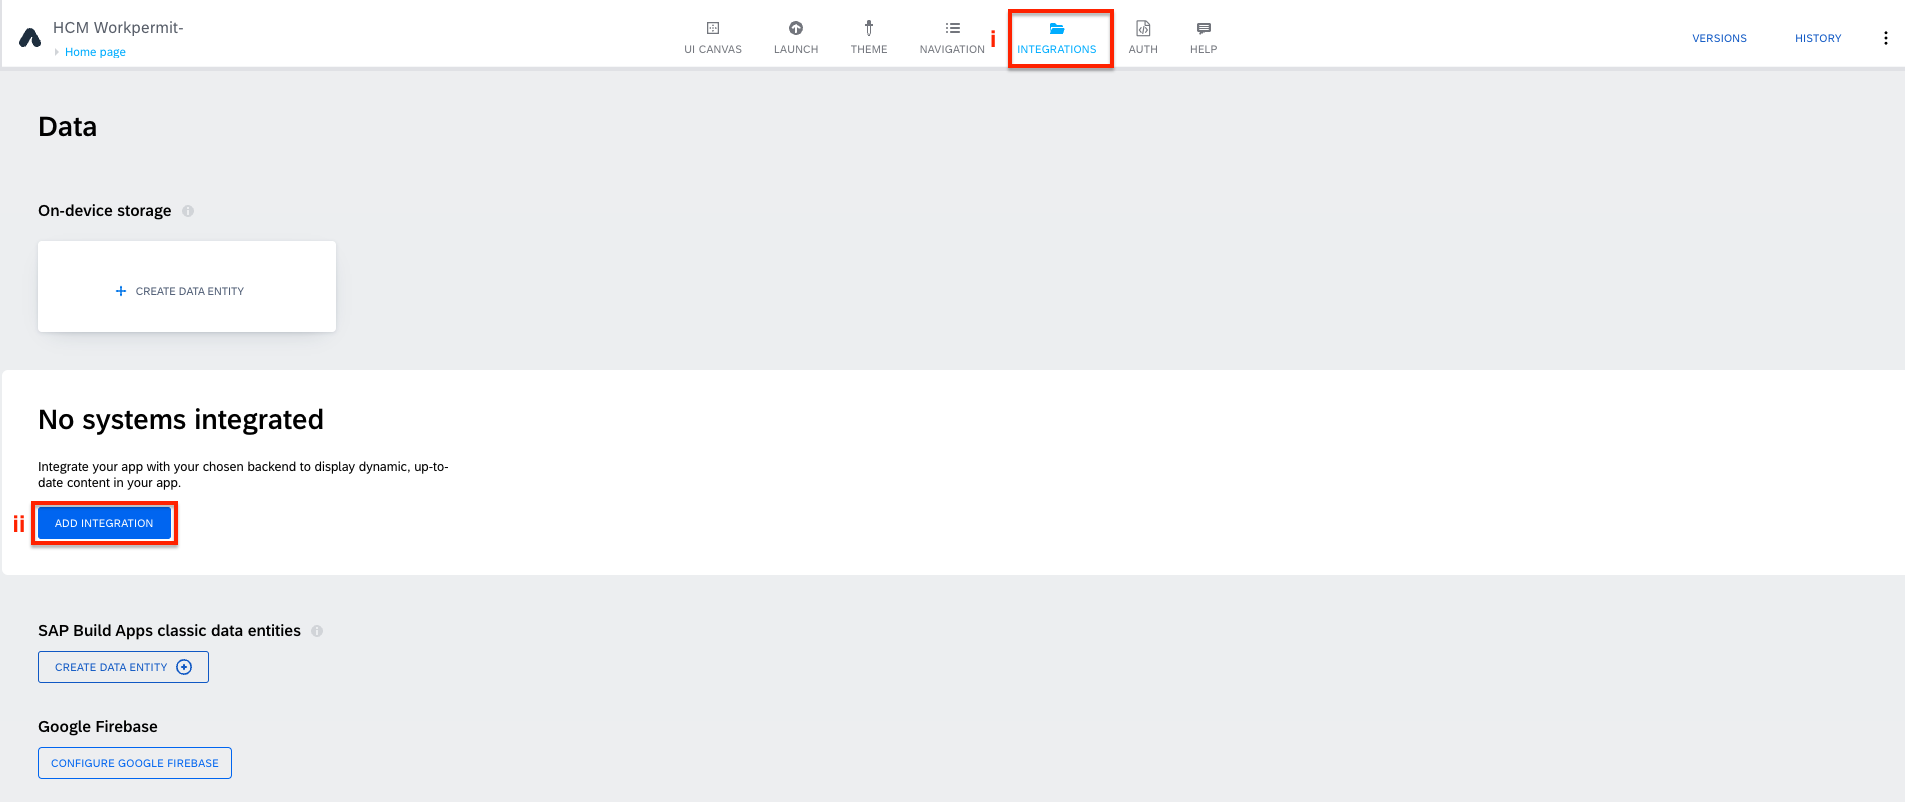 HCM Workpermit-
Home page
UI CANVAS
LAUNCH
THEME
NAVIGATION
i
INTEGRATIONS
AUTH
HELP
VERSIONS
HISTORY
Data
On-device storage
+ CREATE DATA ENTITY
No systems integrated
Integrate your app with your chosen backend to display dynamic, up-to-
date content in your app.
ii
ADD INTEGRATION
SAP Build Apps classic data entities
CREATE DATA ENTITY
Google Firebase
CONFIGURE GOOGLE FIREBASE